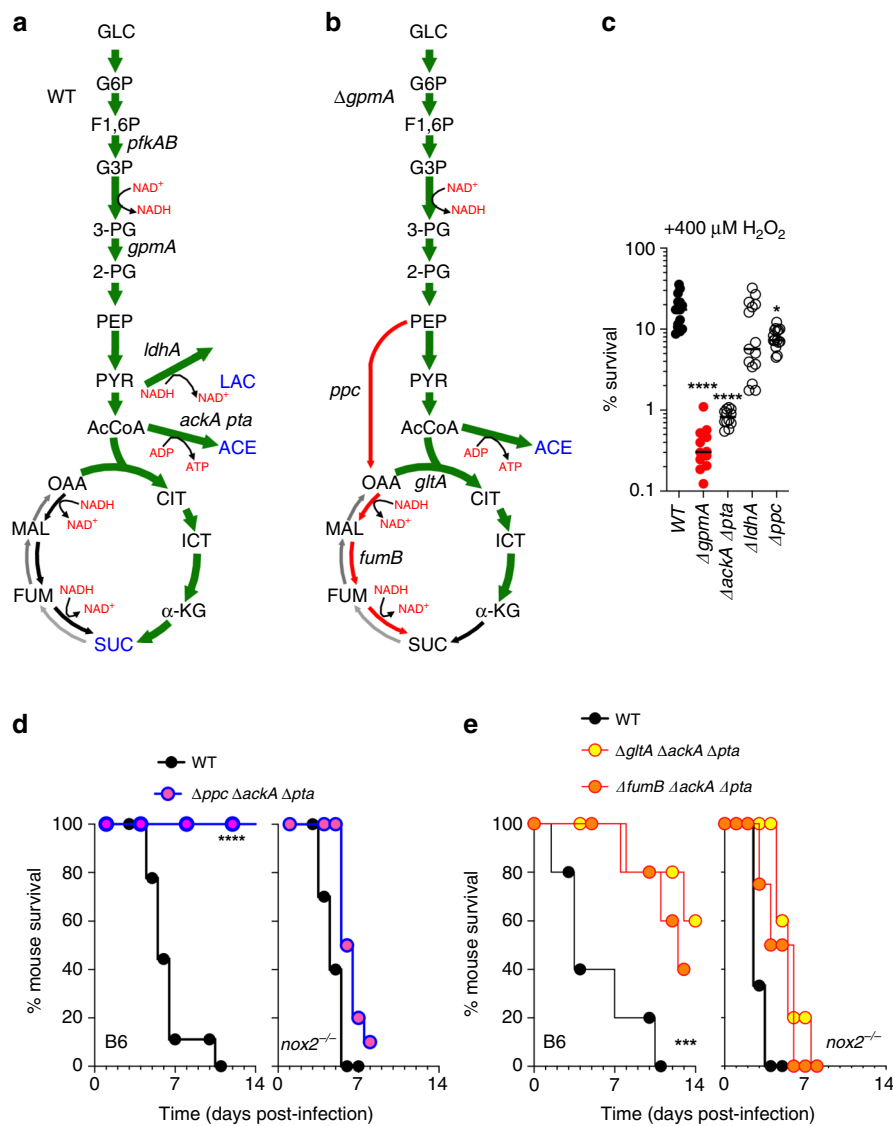 a
WT
GLC
G6P
F1,6P
pfkAB
G3P
NAD⁺
NADH
3-PG
gpmA
2-PG
PEP
ldhA
PYR
LAC
NADH
NAD⁺
ackA pta
AcCoA
ACE
ADP
ATP
OAA
CIT
NADH
NAD⁺
MAL
ICT
FUM
NADH
NAD⁺
α-KG
SUC
b
ΔgpmA
GLC
G6P
F1,6P
G3P
NAD⁺
NADH
3-PG
2-PG
PEP
ppc
PYR
AcCoA
ACE
ADP
ATP
OAA
gltA
CIT
NADH
NAD⁺
MAL
ICT
fumB
FUM
NADH
NAD⁺
α-KG
SUC
c
+400 μM H₂O₂
% survival
100
10
1
0.1
****
****
*
WT
ΔgpmA
ΔackA Δpta
ΔldhA
Δppc
d
WT
Δppc ΔackA Δpta
% mouse survival
100
80
60
40
20
0
****
B6
nox2⁻/⁻
0 7 14
0 7 14
Time (days post-infection)
e
WT
ΔgltA ΔackA Δpta
ΔfumB ΔackA Δpta
% mouse survival
100
80
60
40
20
0
B6
***
nox2⁻/⁻
0 7 14
0 7 14
Time (days post-infection)